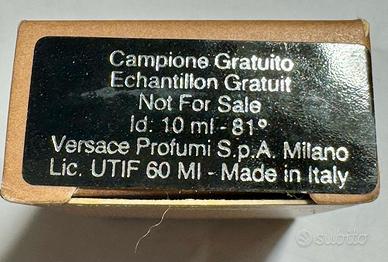 Campione Gratuito
Echantillon Gratuit
Not For Sale
Id: 10 ml - 81°
Versace Profumi S.p.A. Milano
Lic. UTIF 60 MI - Made in Italy
subito